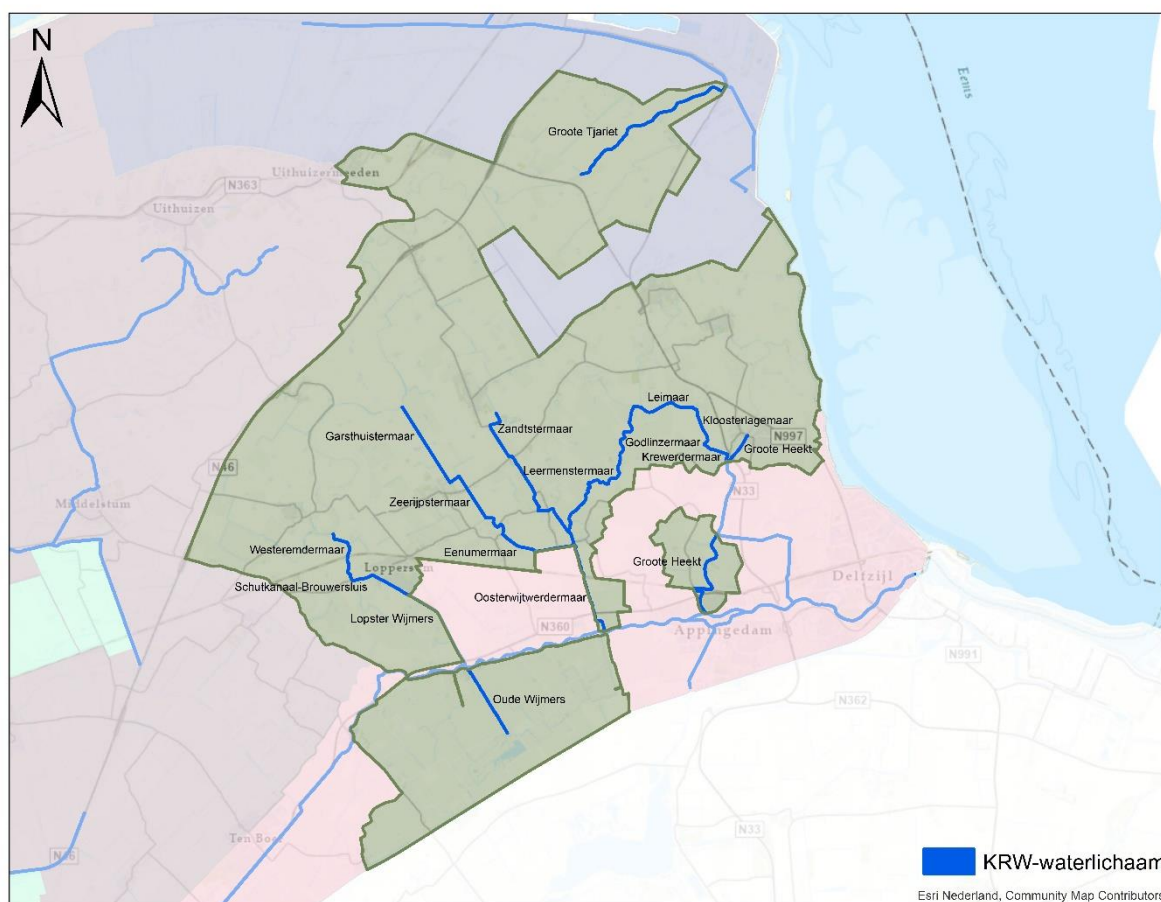 N
Eems
Groote Tjariet
Uithuizermeeden
N363
Uithuizen
Leimaar
Zandtstermaar
Kloosterlagemaar
Garsthuistermaar
Godlinzermaar
N997
Krewerdermaar
Groote Heekt
N46
Leermenstermaar
N33
Zeerijpstermaar
Middelstum
Westeremdermaar
Eenumermaar
Loppersum
Groote Heekt
Delfzijl
Schutkanaal-Brouwersluis
Oosterwijtwerdermaar
Lopster Wijmers
N360
Appingedam
N991
Oude Wijmers
N362
N33
Ten Boer
N46
KRW-waterlichaam
Esri Nederland, Community Map Contributors